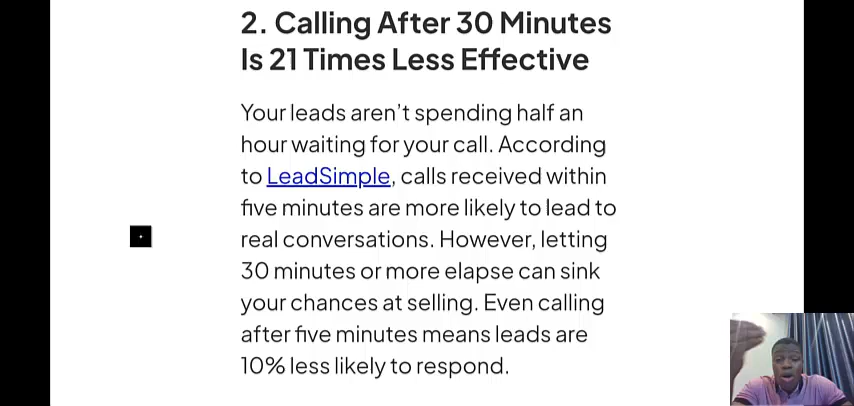 2. Calling After 30 Minutes
Is 21 Times Less Effective
Your leads aren’t spending half an
hour waiting for your call. According
to LeadSimple, calls received within
five minutes are more likely to lead to
real conversations. However, letting
30 minutes or more elapse can sink
your chances at selling. Even calling
after five minutes means leads are
10% less likely to respond.